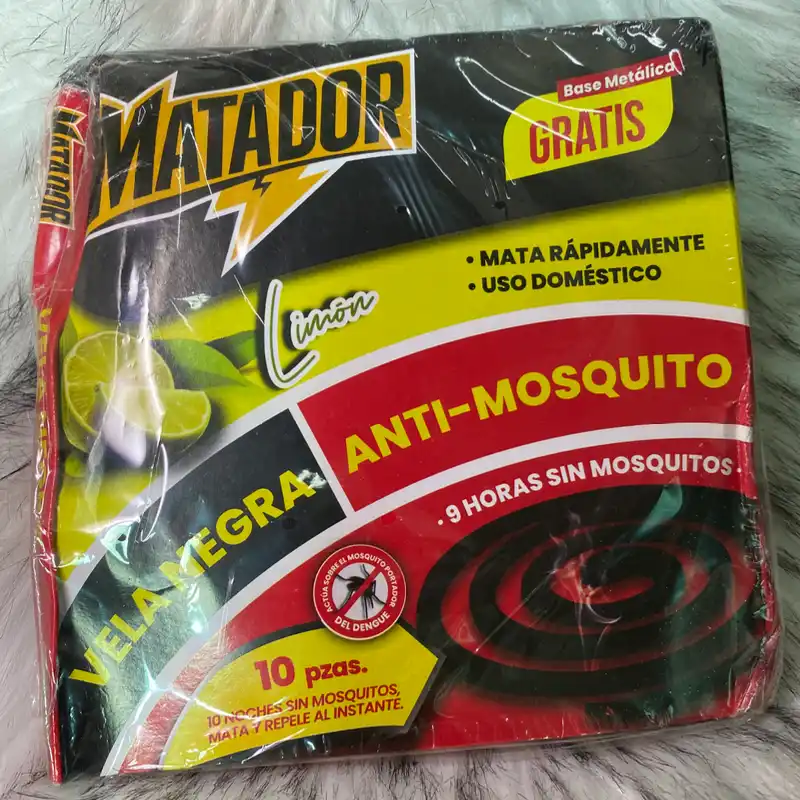 MATADOR
MATADOR
Base Metálica
GRATIS
• MATA RÁPIDAMENTE
• USO DOMÉSTICO
Limón
VELA NEGRA
ANTI-MOSQUITO
• 9 HORAS SIN MOSQUITOS •
ACTÚA SOBRE EL MOSQUITO PORTADOR
DEL DENGUE
10 pzas.
10 NOCHES SIN MOSQUITOS,
MATA Y REPELE AL INSTANTE.